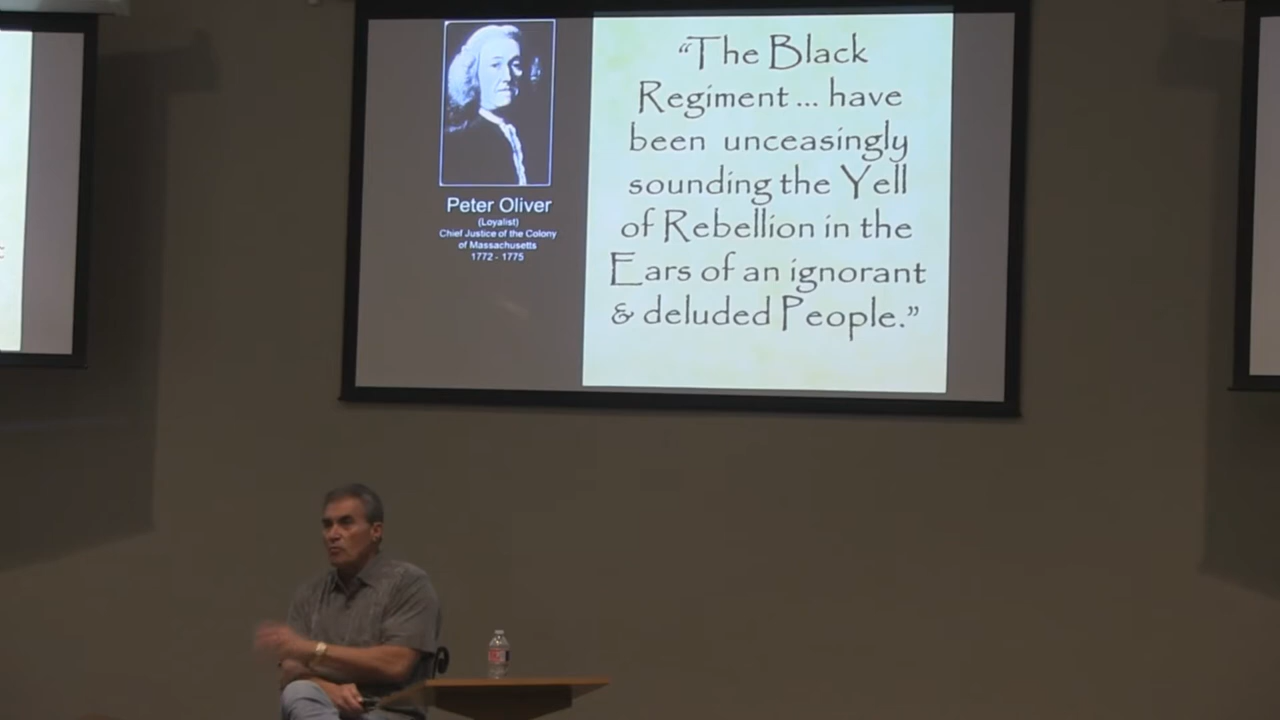 Peter Oliver
(Loyalist)
Chief Justice of the Colony
of Massachusetts
1772 - 1775
“The Black
Regiment ... have
been unceasingly
sounding the Yell
of Rebellion in the
Ears of an ignorant
& deluded People.”